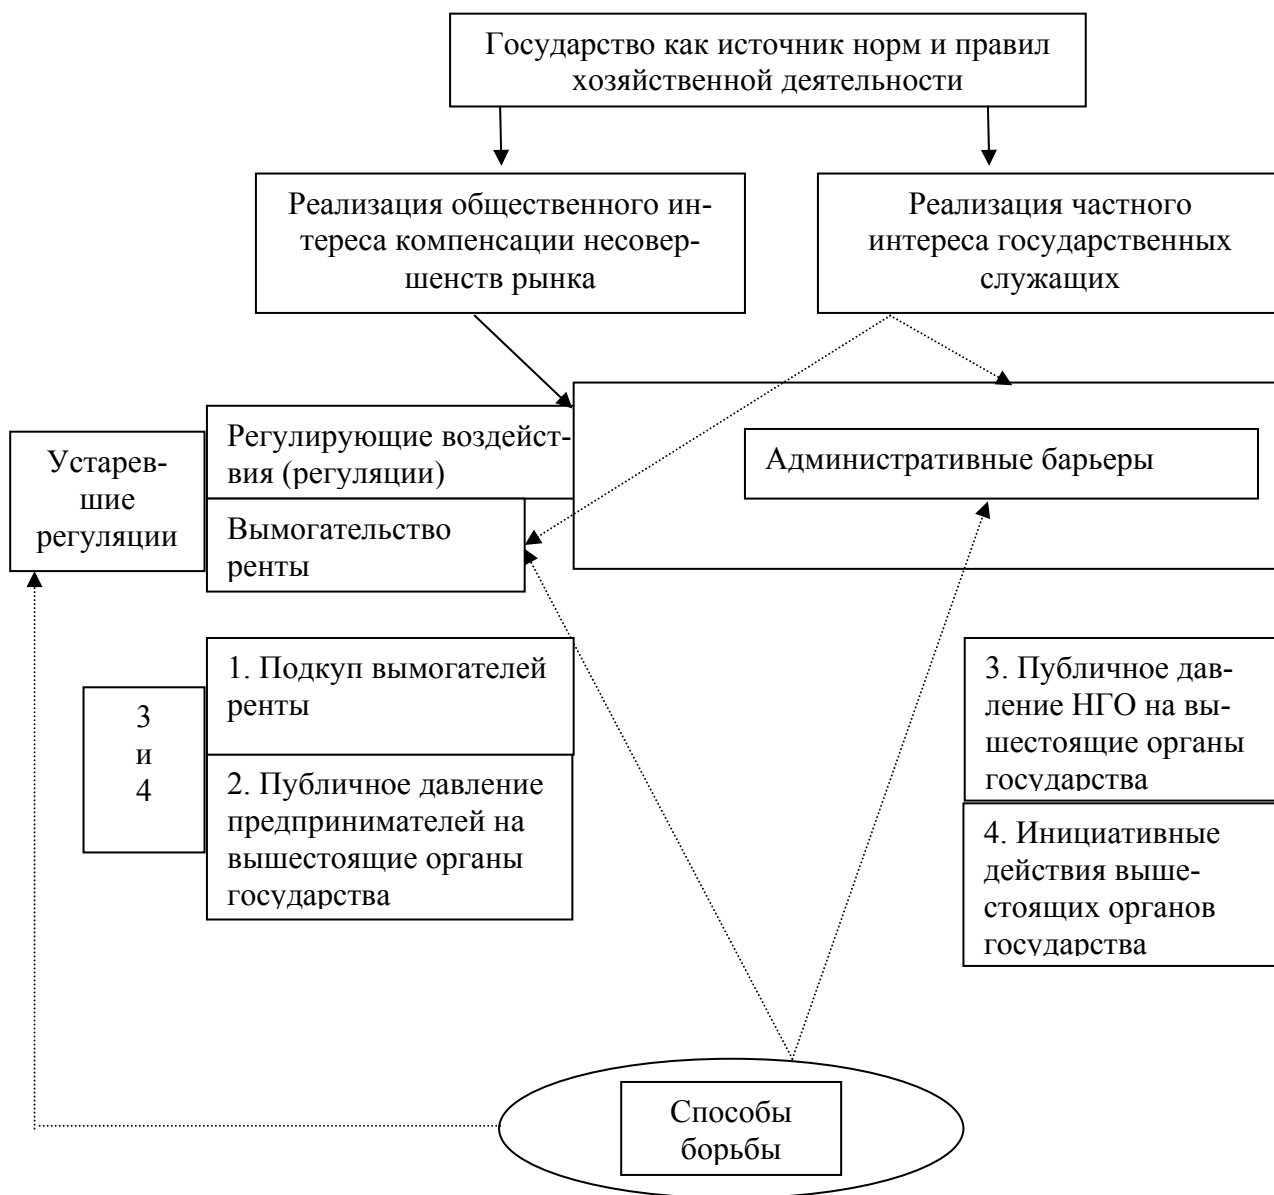 Государство как источник норм и правил
хозяйственной деятельности
Реализация общественного ин-
тереса компенсации несовер-
шенств рынка
Реализация частного
интереса государственных
служащих
Устарев-
шие
регуляции
Регулирующие воздейст-
вия (регуляции)
Вымогательство
ренты
Административные барьеры
3
и
4
1. Подкуп вымогателей
ренты
2. Публичное давление
предпринимателей на
вышестоящие органы
государства
3. Публичное дав-
ление НГО на вы-
шестоящие органы
государства
4. Инициативные
действия выше-
стоящих органов
государства
Способы
борьбы